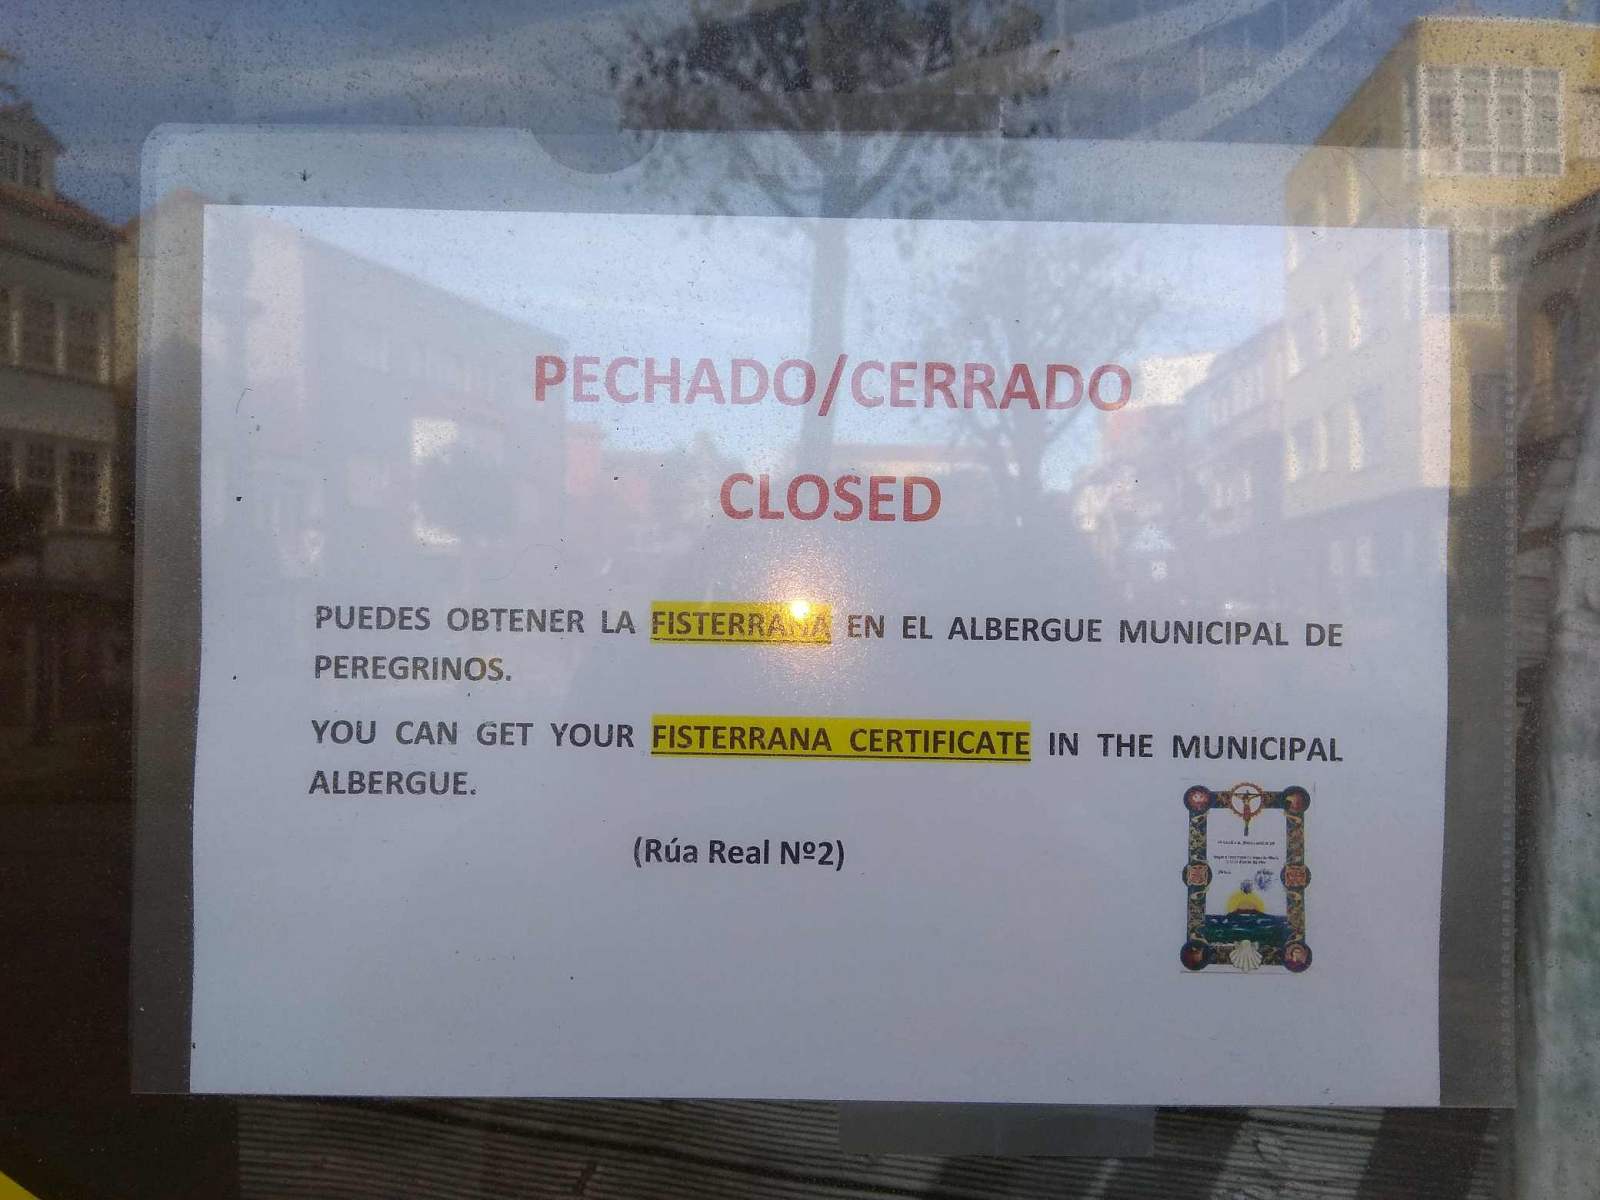 PECHADO/CERRADO
CLOSED
PUEDES OBTENER LA FISTERRANA EN EL ALBERGUE MUNICIPAL DE
PEREGRINOS.
YOU CAN GET YOUR FISTERRANA CERTIFICATE IN THE MUNICIPAL
ALBERGUE.
(Rúa Real Nº2)